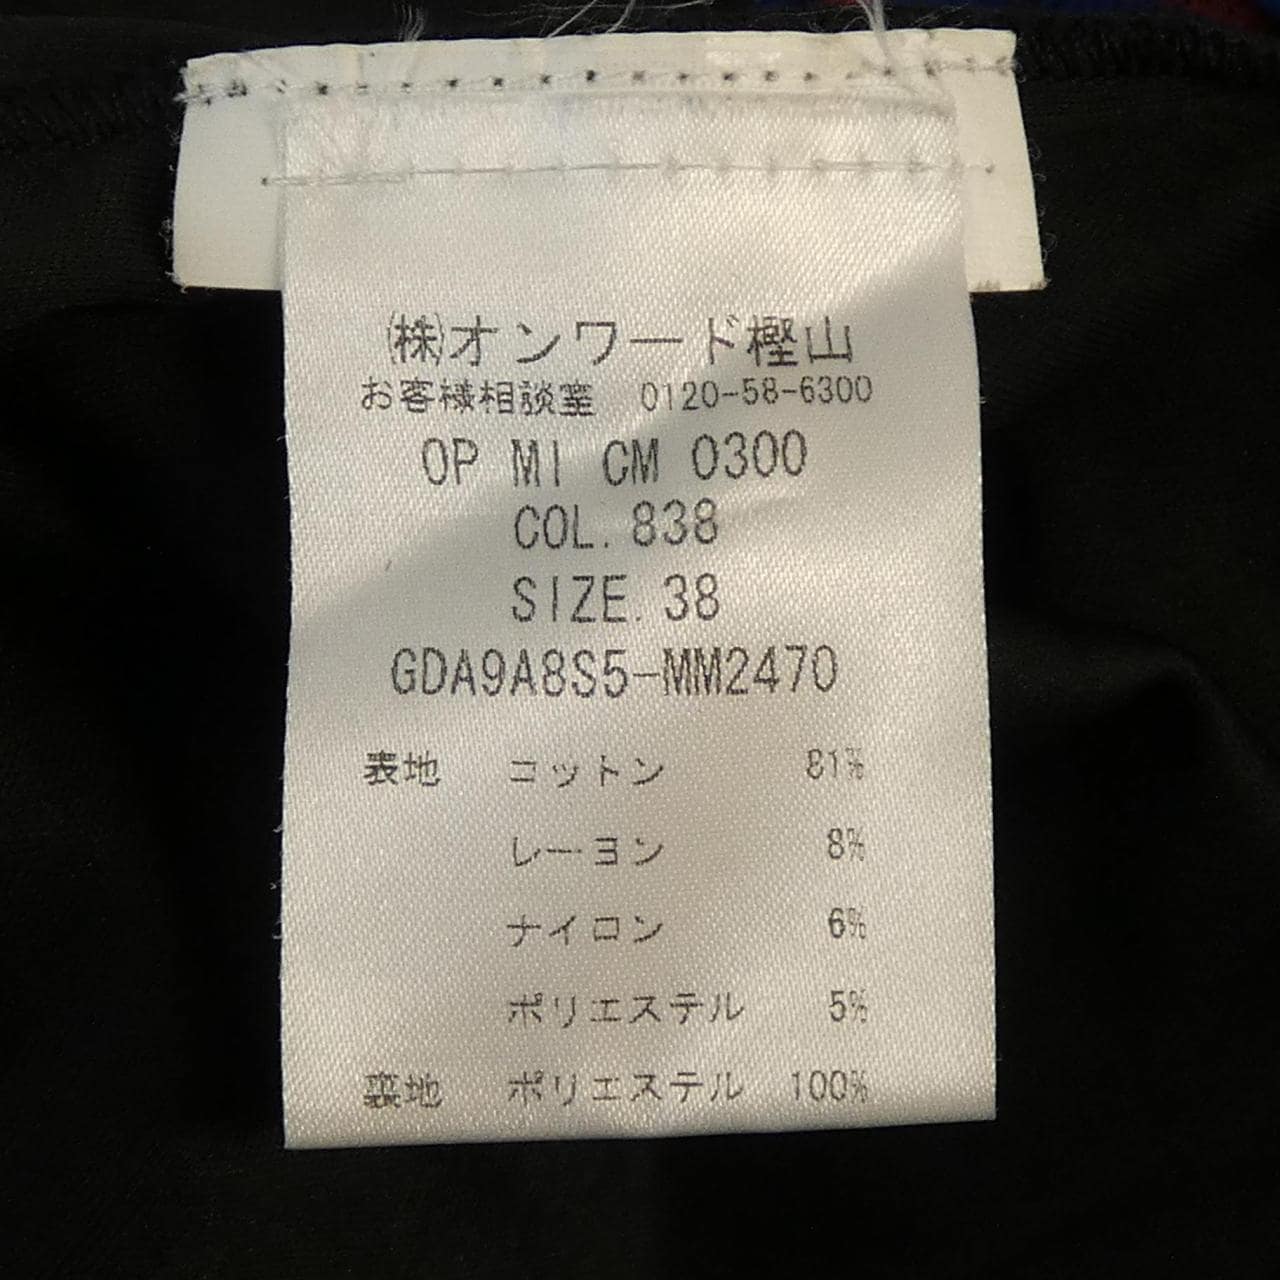 ㈱オンワード樫山
お客様相談室 0120-58-6300
OP MI CM 0300
COL. 838
SIZE. 38
GDA9A8S5-MM2470
表地 コットン 81%
レーヨン 8%
ナイロン 6%
ポリエステル 5%
裏地 ポリエステル 100%